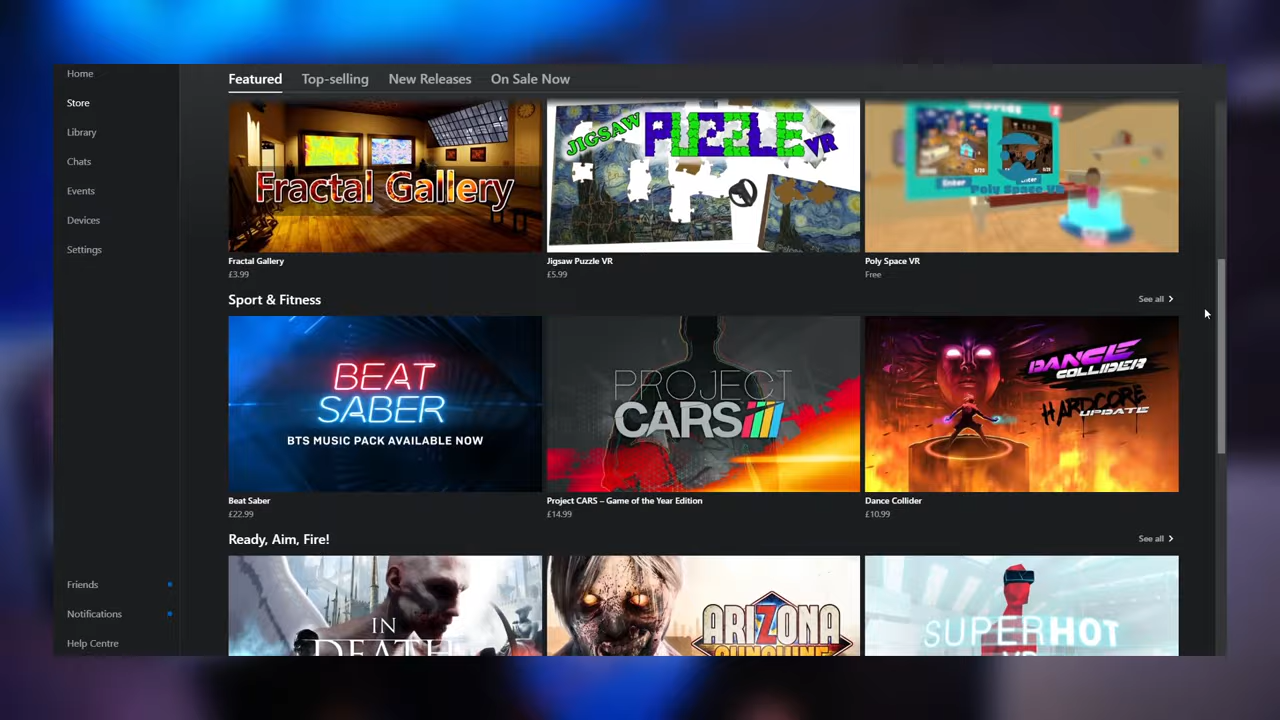 Home
Store
Library
Chats
Events
Devices
Settings
Friends
Notifications
Help Centre
Featured Top-selling New Releases On Sale Now
Fractal Gallery
JIGSAW PUZZLE VR
Poly Space VR
Fractal Gallery
£3.99
Jigsaw Puzzle VR
£5.99
Poly Space VR
Free
Sport & Fitness
See all
BEAT
SABER
BTS MUSIC PACK AVAILABLE NOW
PROJECT
CARS
DANCE
COLLIDER
HARDCORE
UPDATE
Beat Saber
£22.99
Project CARS – Game of the Year Edition
£14.99
Dance Collider
£10.99
Ready, Aim, Fire!
See all
IN
DEATH
ARIZONA
SUNSHINE
SUPERHOT
VR